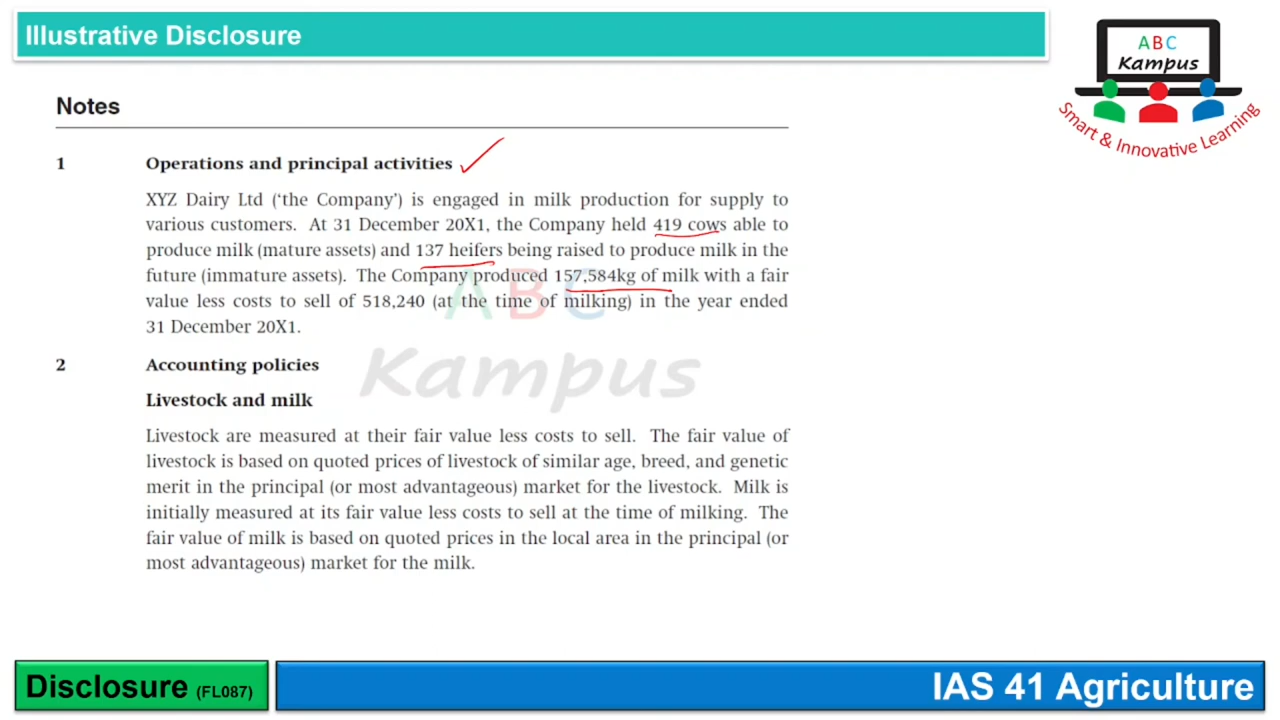 Illustrative Disclosure
ABC
Kampus
Smart & Innovative Learning
Notes
1 Operations and principal activities
XYZ Dairy Ltd (‘the Company’) is engaged in milk production for supply to
various customers. At 31 December 20X1, the Company held 419 cows able to
produce milk (mature assets) and 137 heifers being raised to produce milk in the
future (immature assets). The Company produced 157,584kg of milk with a fair
value less costs to sell of 518,240 (at the time of milking) in the year ended
31 December 20X1.
ABC
Kampus
2 Accounting policies
Livestock and milk
Livestock are measured at their fair value less costs to sell. The fair value of
livestock is based on quoted prices of livestock of similar age, breed, and genetic
merit in the principal (or most advantageous) market for the livestock. Milk is
initially measured at its fair value less costs to sell at the time of milking. The
fair value of milk is based on quoted prices in the local area in the principal (or
most advantageous) market for the milk.
Disclosure (FL087)
IAS 41 Agriculture